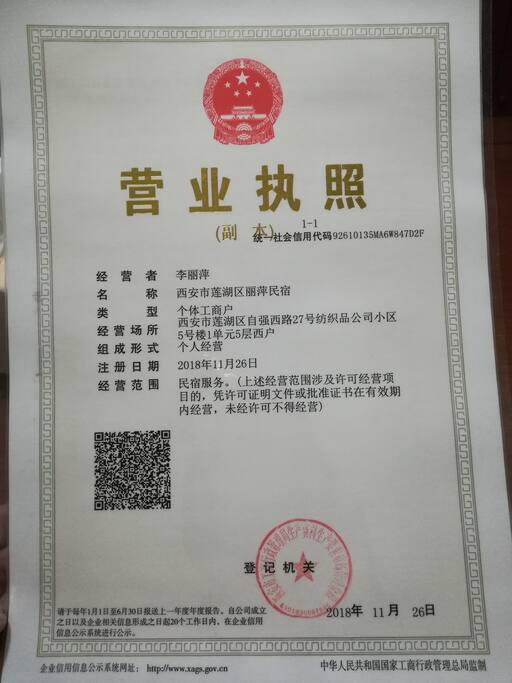 营业执照
(副 本)
1-1
统一社会信用代码92610135MA6W847D2F
经营者 李丽萍
名称 西安市莲湖区丽萍民宿
类型 个体工商户
经营场所 西安市莲湖区自强西路27号纺织品公司小区
5号楼1单元5层西户
组成形式 个人经营
注册日期 2018年11月26日
经营范围 民宿服务。(上述经营范围涉及许可经营项
目的，凭许可证明文件或批准证书在有效期
内经营，未经许可不得经营)
登记机关
2018年 11月 26日
请于每年1月1日至6月30日报送上一年度年度报告。自公司成立
之日以及企业相关信息形成之日起20个工作日内，在企业信用
信息公示系统进行公示。
企业信用信息公示系统网址： http://www.xags.gov.cn
中华人民共和国国家工商行政管理总局监制